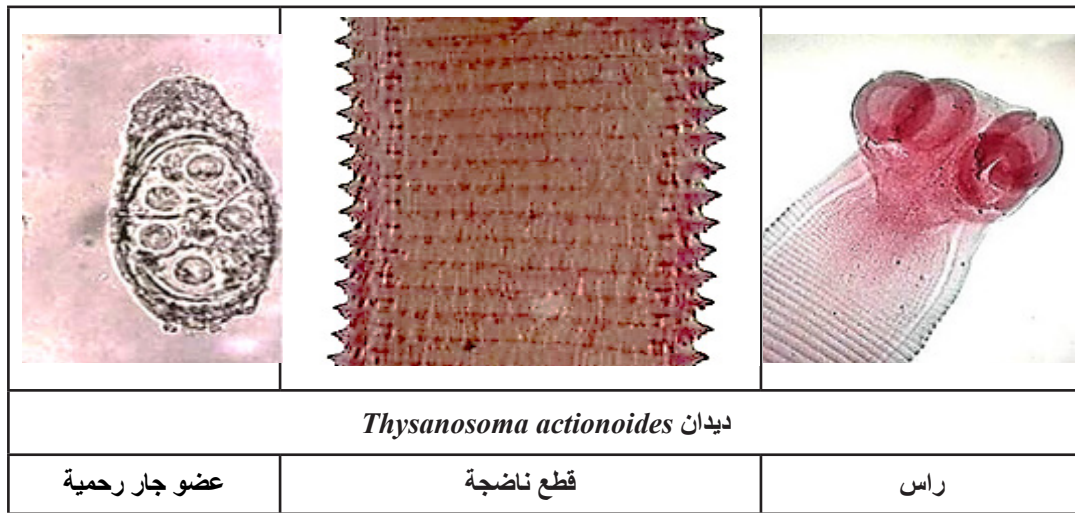 ديدان Thysanosoma actionoides
راس
قطع ناضجة
عضو جار رحمية